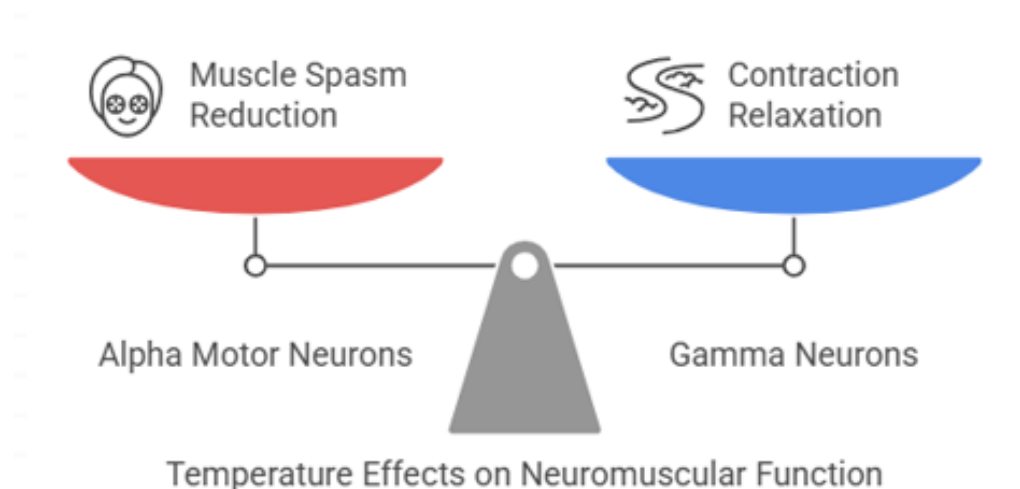 Muscle Spasm
Reduction
Contraction
Relaxation
Alpha Motor Neurons
Gamma Neurons
Temperature Effects on Neuromuscular Function